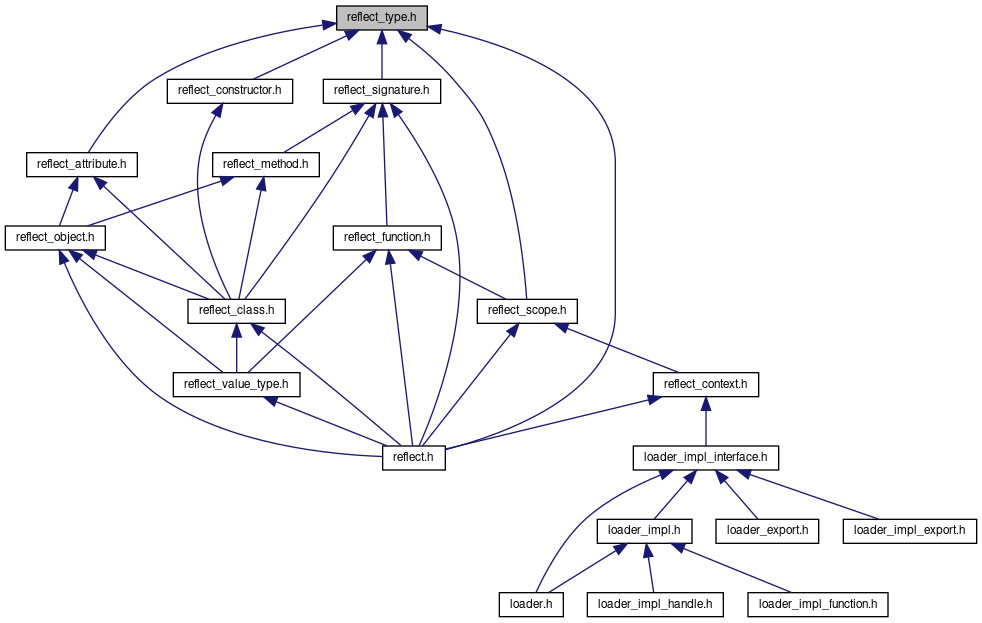 reflect_type.h
reflect_constructor.h
reflect_signature.h
reflect_attribute.h
reflect_method.h
reflect_object.h
reflect_function.h
reflect_class.h
reflect_scope.h
reflect_value_type.h
reflect_context.h
reflect.h
loader_impl_interface.h
loader_impl.h
loader_export.h
loader_impl_export.h
loader.h
loader_impl_handle.h
loader_impl_function.h